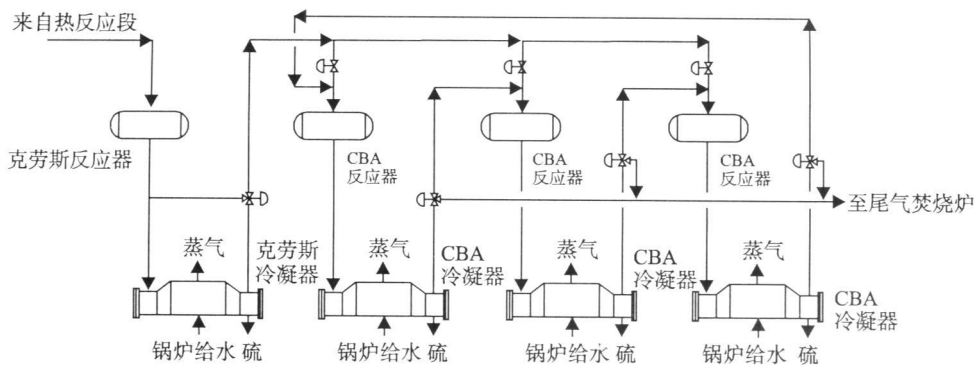 来自热反应段
克劳斯反应器
CBA
反应器
CBA
反应器
CBA
反应器
至尾气焚烧炉
蒸气
克劳斯
冷凝器
蒸气
CBA
冷凝器
蒸气
CBA
冷凝器
蒸气
CBA
冷凝器
锅炉给水 硫
锅炉给水 硫
锅炉给水 硫
锅炉给水 硫